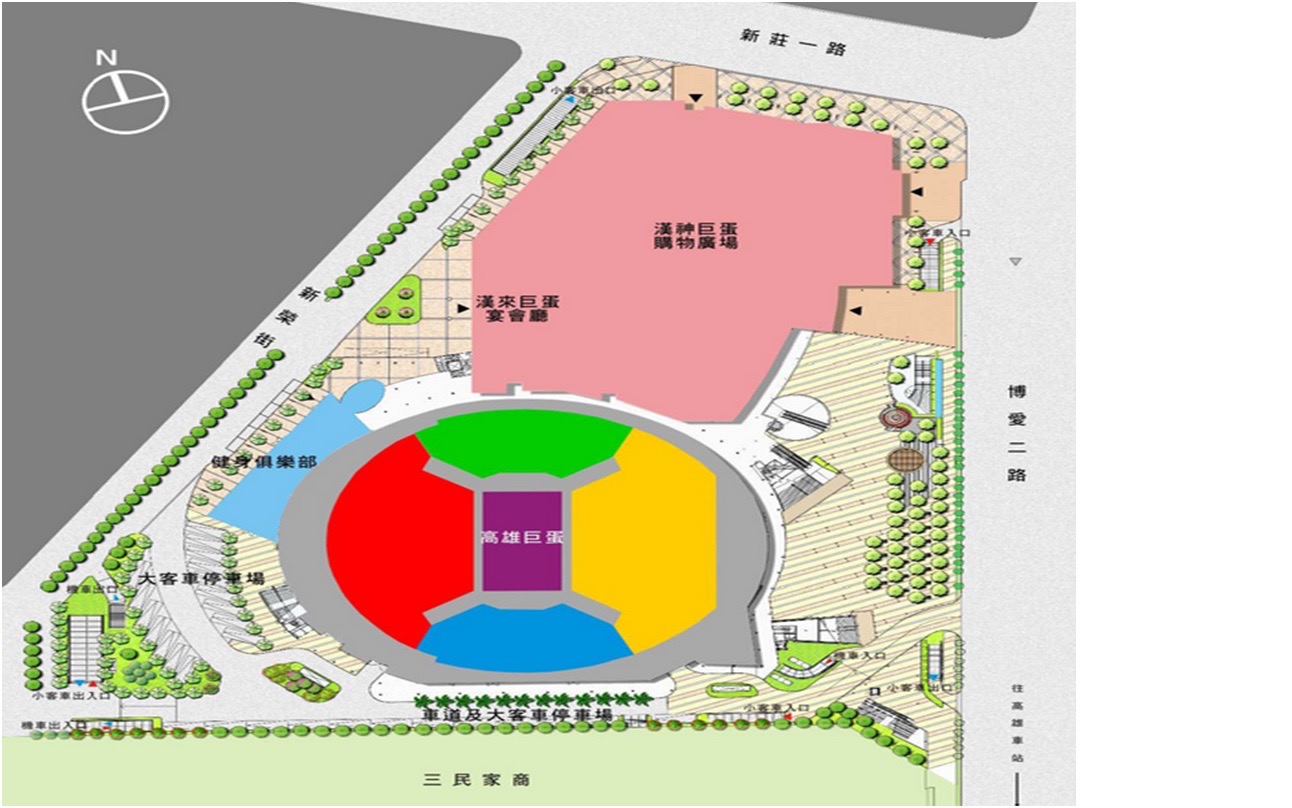 N
新莊一路
小客車出口
漢神巨蛋
購物廣場
小客車入口
新榮街
漢來巨蛋
宴會廳
博愛二路
健身俱樂部
高雄巨蛋
大客車停車場
機車出口
機車入口
小客車出入口
小客車出口
往高雄車站
小客車入口
車道及大客車停車場
機車出入口
三民家商